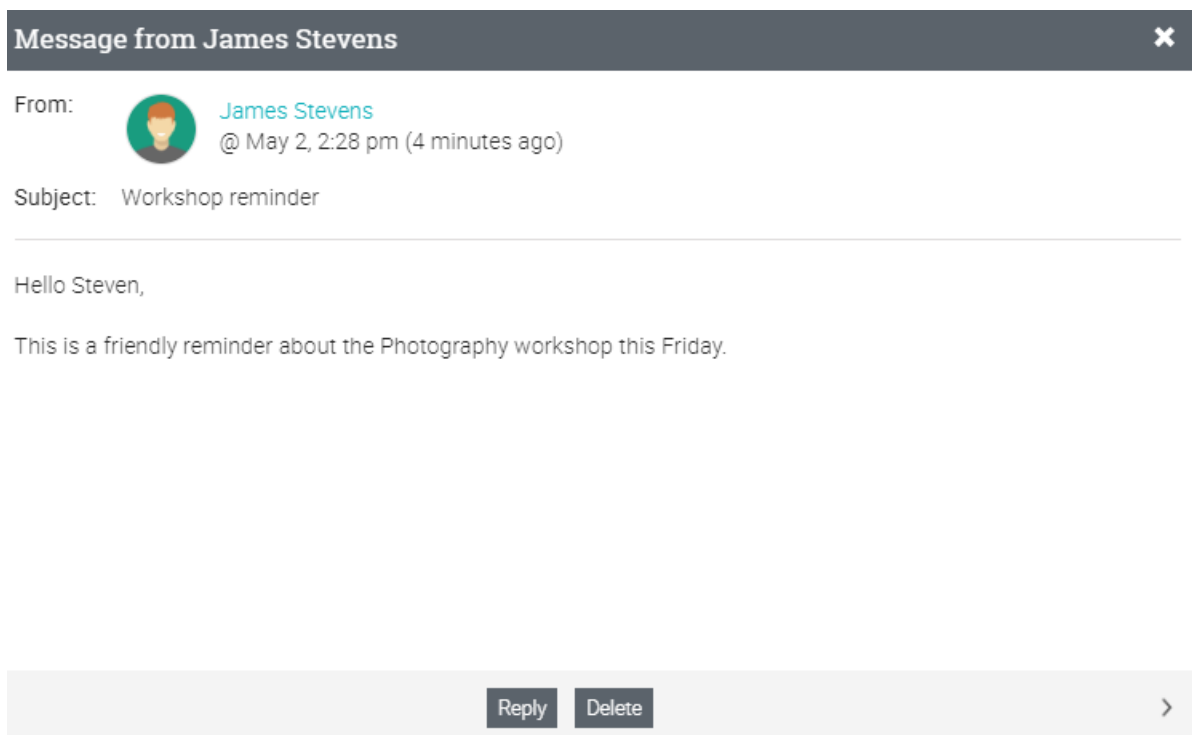 Message from James Stevens
From:
James Stevens
@ May 2, 2:28 pm (4 minutes ago)
Subject: Workshop reminder
Hello Steven,
This is a friendly reminder about the Photography workshop this Friday.
Reply Delete